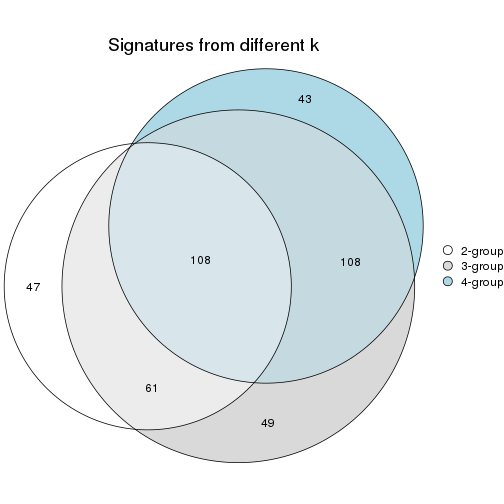 Signatures from different k
43
108
108
47
61
49
2-group
3-group
4-group